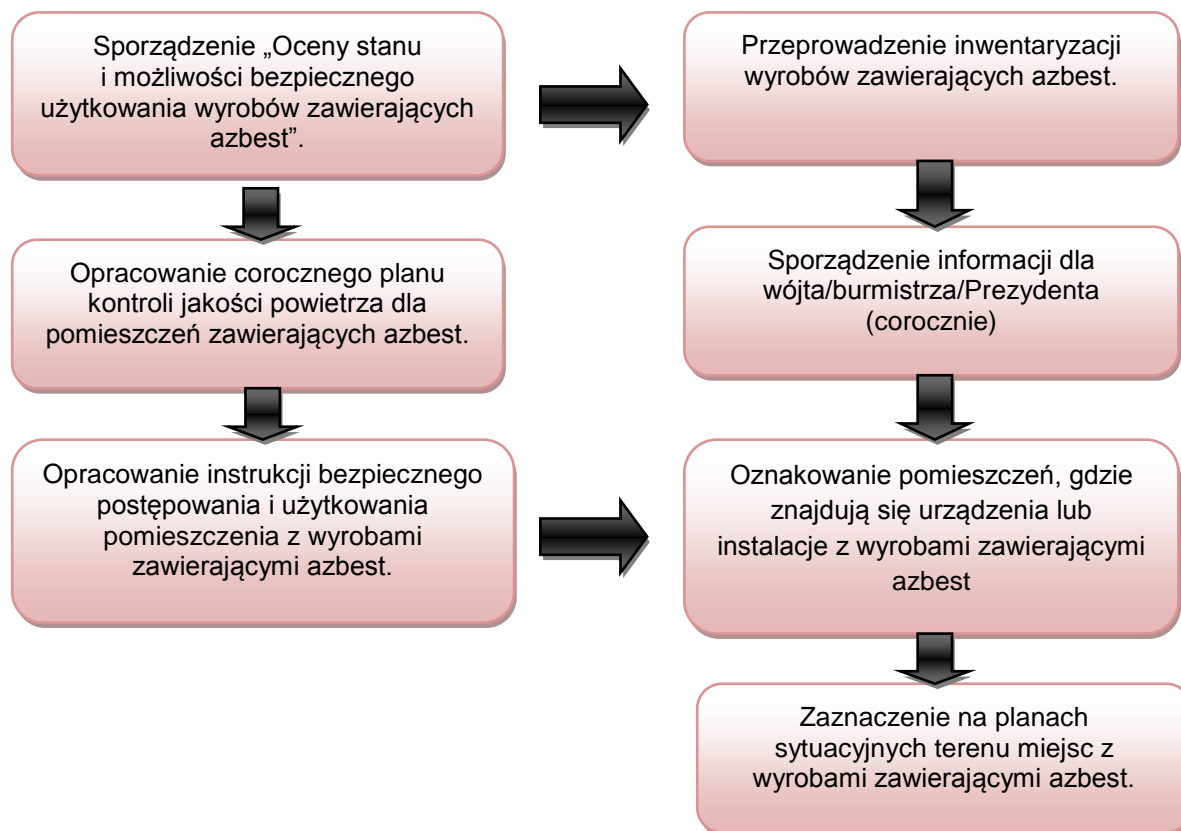 Sporządzenie „Oceny stanu
i możliwości bezpiecznego
użytkowania wyrobów zawierających
azbest”.
Przeprowadzenie inwentaryzacji
wyrobów zawierających azbest.
Opracowanie corocznego planu
kontroli jakości powietrza dla
pomieszczeń zawierających azbest.
Sporządzenie informacji dla
wójta/burmistrza/Prezydenta
(corocznie)
Opracowanie instrukcji bezpiecznego
postępowania i użytkowania
pomieszczenia z wyrobami
zawierającymi azbest.
Oznakowanie pomieszczeń, gdzie
znajdują się urządzenia lub
instalacje z wyrobami zawierającymi
azbest
Zaznaczenie na planach
sytuacyjnych terenu miejsc z
wyrobami zawierającymi azbest.